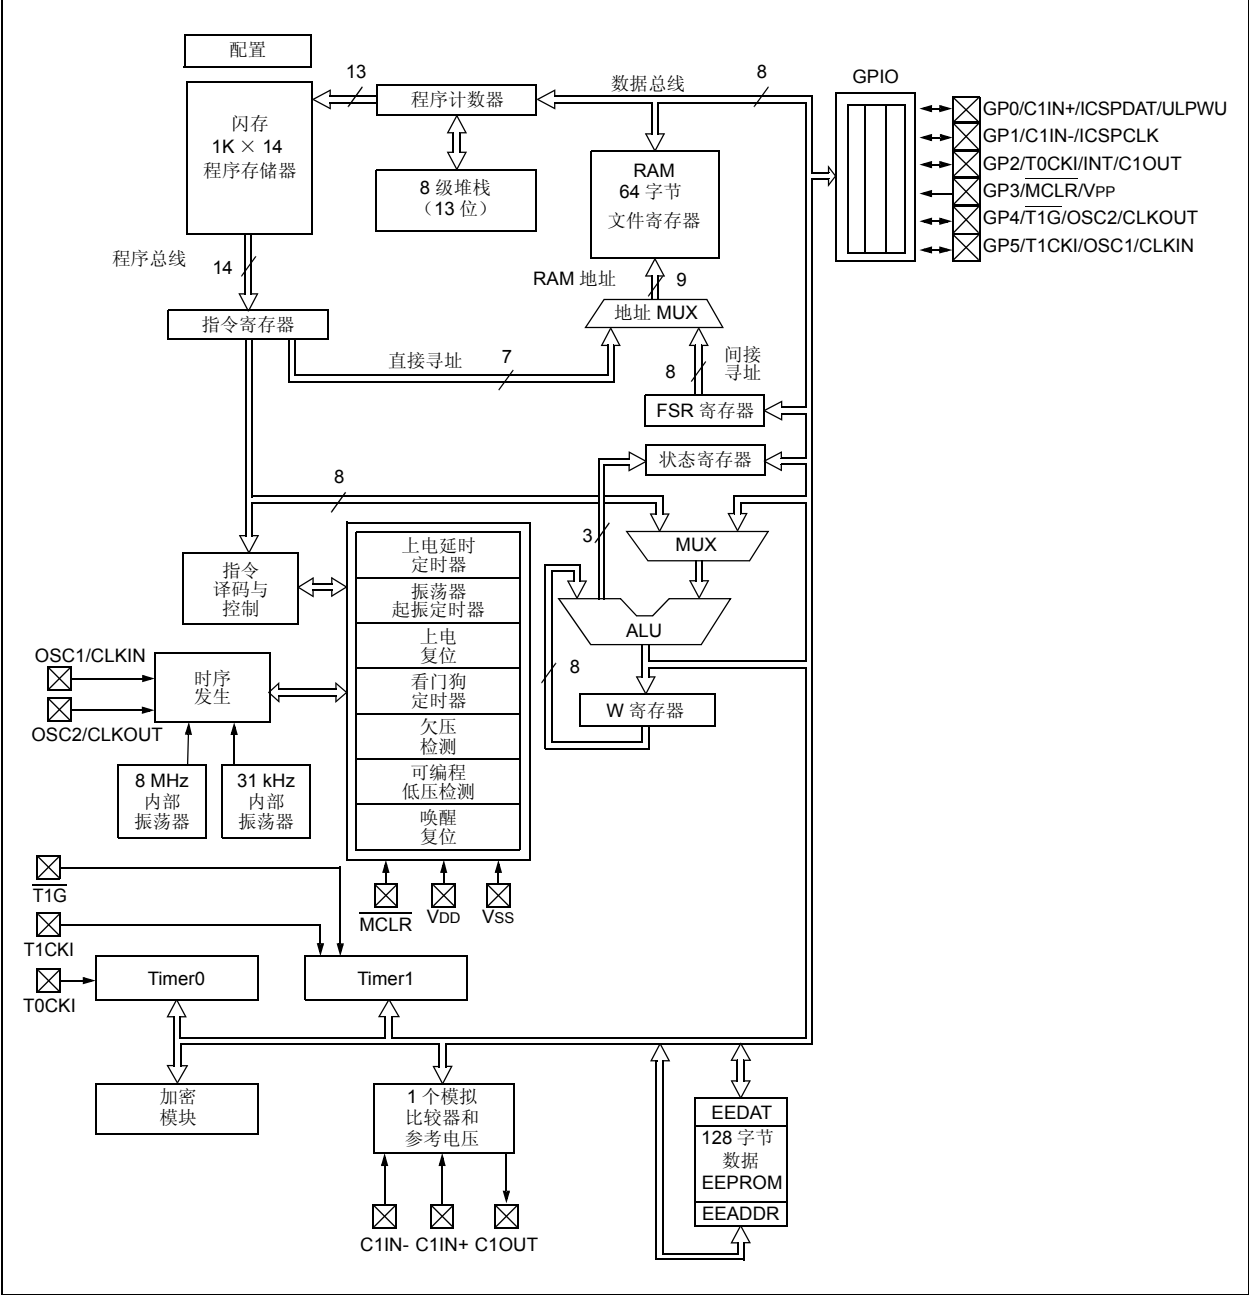 配置
13
程序计数器
数据总线
8
GPIO
闪存
1K × 14
程序存储器
GP0/C1IN+/ICSPDAT/ULPWU
GP1/C1IN-/ICSPCLK
GP2/T0CKI/INT/C1OUT
GP3/MCLR/VPP
GP4/T1G/OSC2/CLKOUT
GP5/T1CKI/OSC1/CLKIN
8 级堆栈
（13 位）
RAM
64 字节
文件寄存器
程序总线
14
RAM 地址
9
指令寄存器
地址 MUX
直接寻址
7
8
间接
寻址
FSR 寄存器
状态寄存器
8
3
MUX
指令
译码与
控制
上电延时
定时器
振荡器
起振定时器
上电
复位
看门狗
定时器
欠压
检测
可编程
低压检测
唤醒
复位
ALU
8
W 寄存器
OSC1/CLKIN
OSC2/CLKOUT
时序
发生
8 MHz
内部
振荡器
31 kHz
内部
振荡器
T1G
T1CKI
T0CKI
MCLR
VDD
VSS
Timer0
Timer1
加密
模块
1 个模拟
比较器和
参考电压
C1IN- C1IN+ C1OUT
EEDAT
128 字节
数据
EEPROM
EEADDR